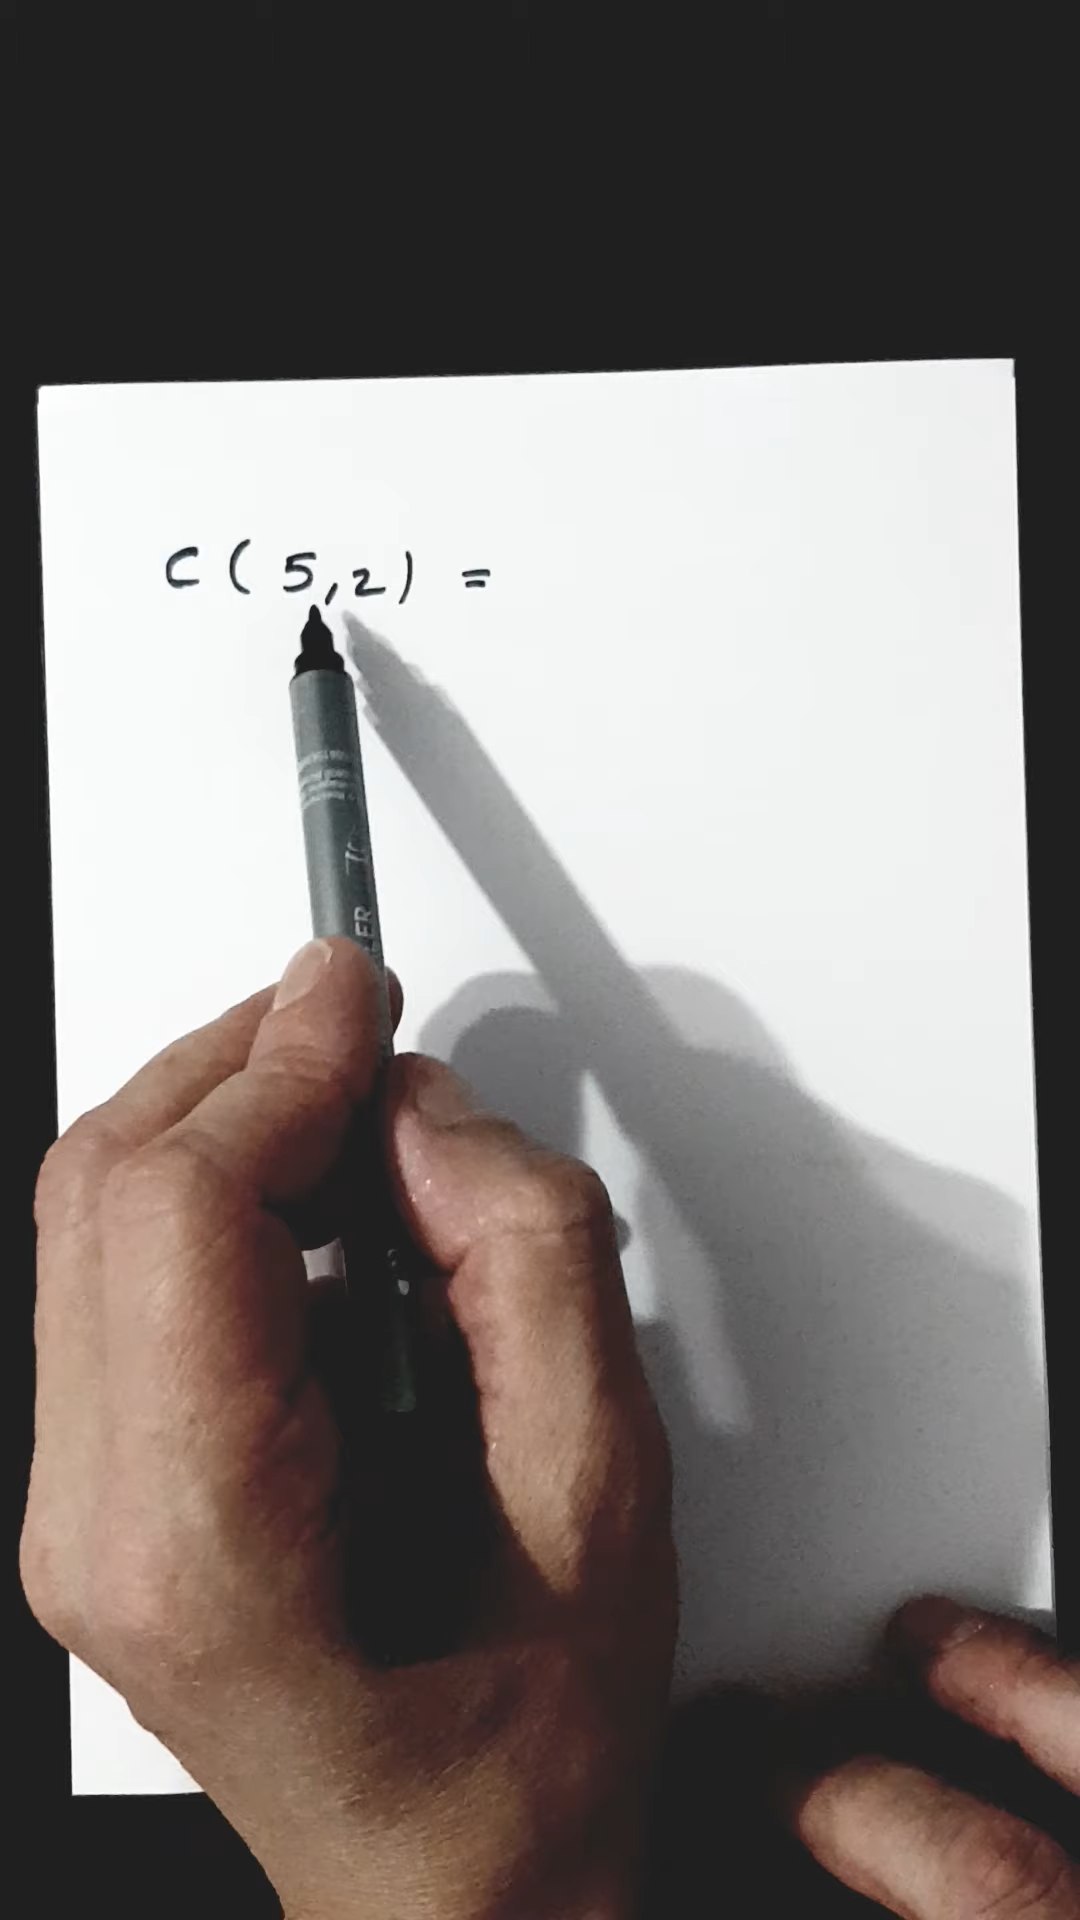 C ( 5,2) =